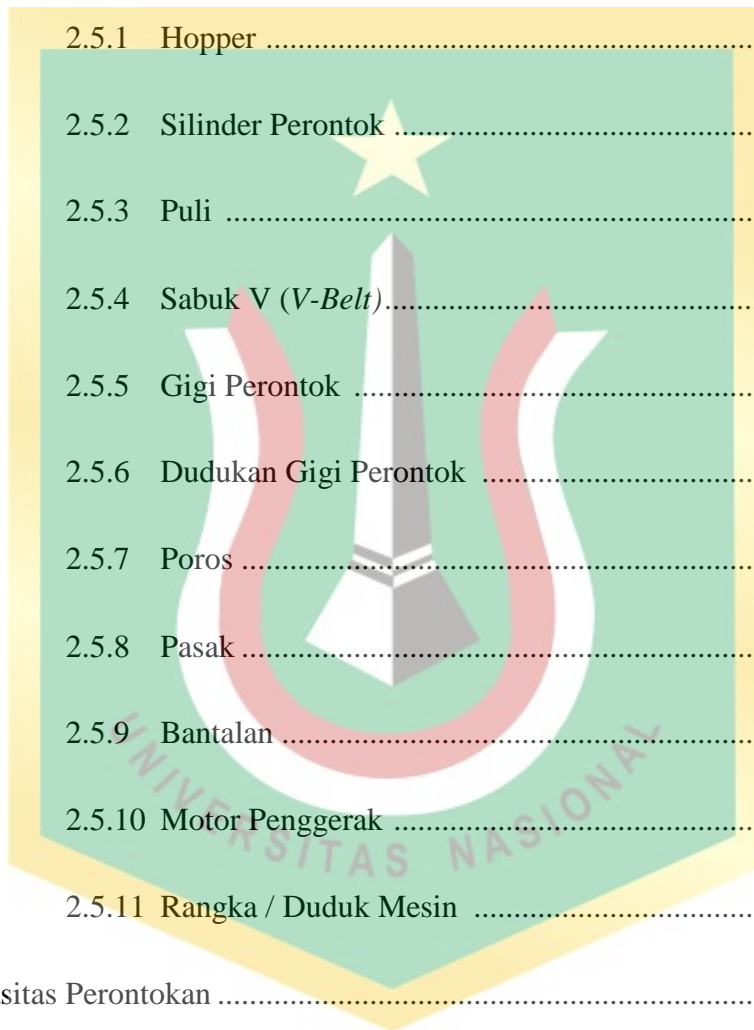 2.5.1 Hopper ........................................................
2.5.2 Silinder Perontok ..........................................
2.5.3 Puli ............................................................
2.5.4 Sabuk V (V-Belt)...........................................
2.5.5 Gigi Perontok ...............................................
2.5.6 Dudukan Gigi Perontok ................................
2.5.7 Poros ...........................................................
2.5.8 Pasak ...........................................................
2.5.9 Bantalan ......................................................
2.5.10 Motor Penggerak ..........................................
2.5.11 Rangka / Duduk Mesin .................................
Perontokan ..............................................................
UNIVERSITAS NASIONAL